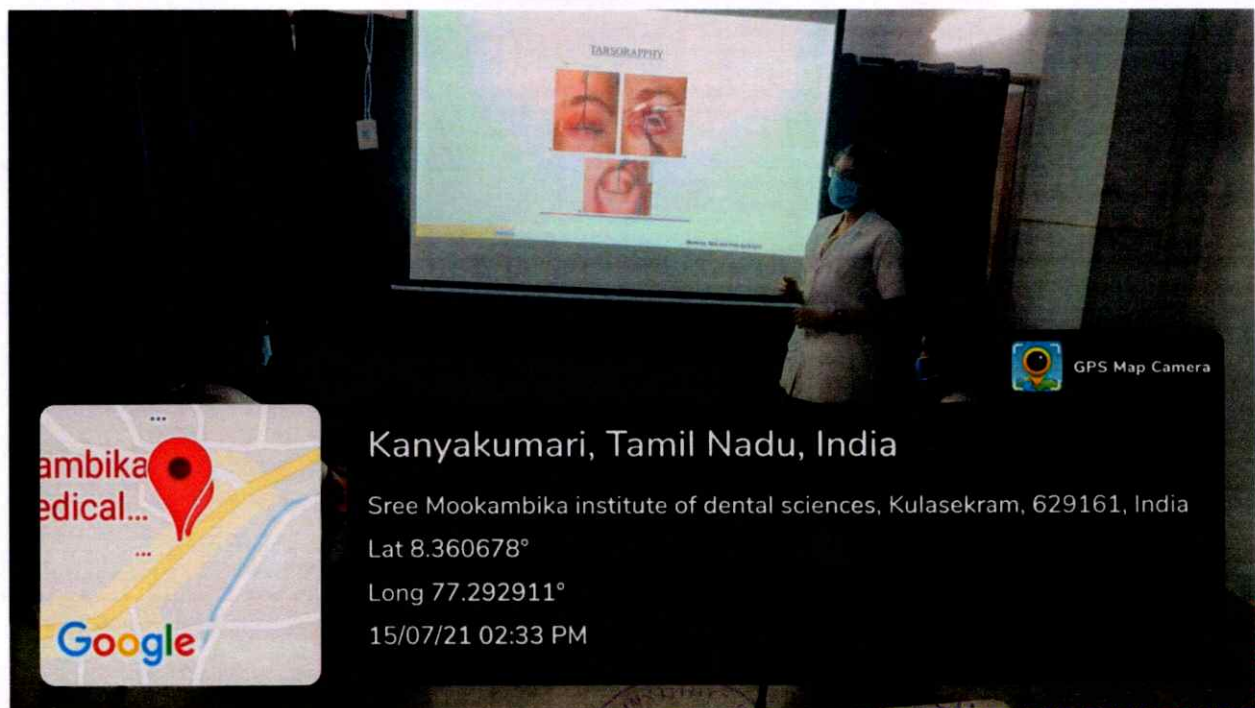 TARSORAPPHY
GPS Map Camera
ambika
edical...
Google
Kanyakumari, Tamil Nadu, India
Sree Mookambika institute of dental sciences, Kulasekram, 629161, India
Lat 8.360678°
Long 77.292911°
15/07/21 02:33 PM